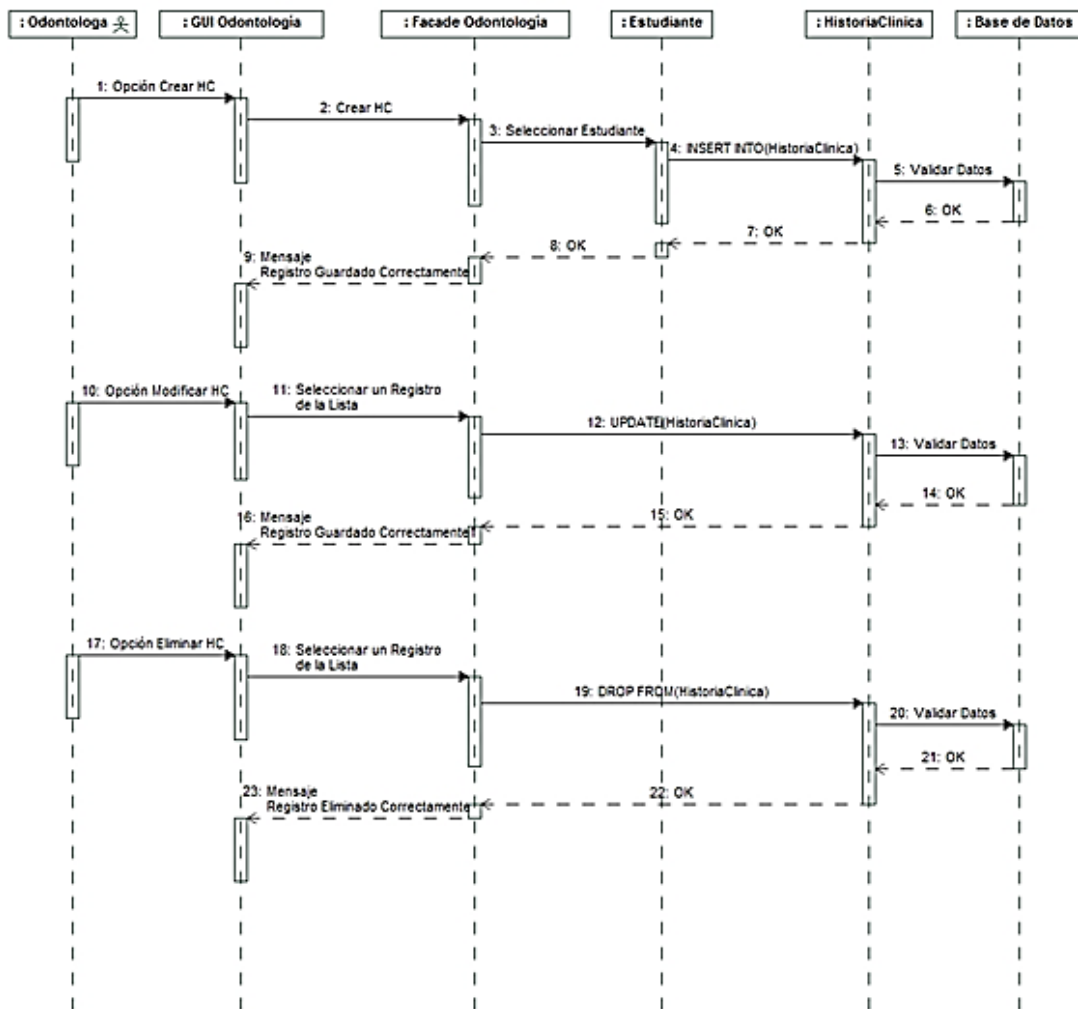 : Odontologa
: GUI Odontología
: Facade Odontología
: Estudiante
: HistoriaClinica
: Base de Datos
1: Opción Crear HC
2: Crear HC
3: Seleccionar Estudiante
4: INSERT INTO(HistoriaClinica)
5: Validar Datos
6: OK
7: OK
8: OK
9: Mensaje
Registro Guardado Correctamente
10: Opción Modificar HC
11: Seleccionar un Registro
de la Lista
12: UPDATE(HistoriaClinica)
13: Validar Datos
14: OK
15: OK
16: Mensaje
Registro Guardado Correctamente
17: Opción Eliminar HC
18: Seleccionar un Registro
de la Lista
19: DROP FROM(HistoriaClinica)
20: Validar Datos
21: OK
22: OK
23: Mensaje
Registro Eliminado Correctamente